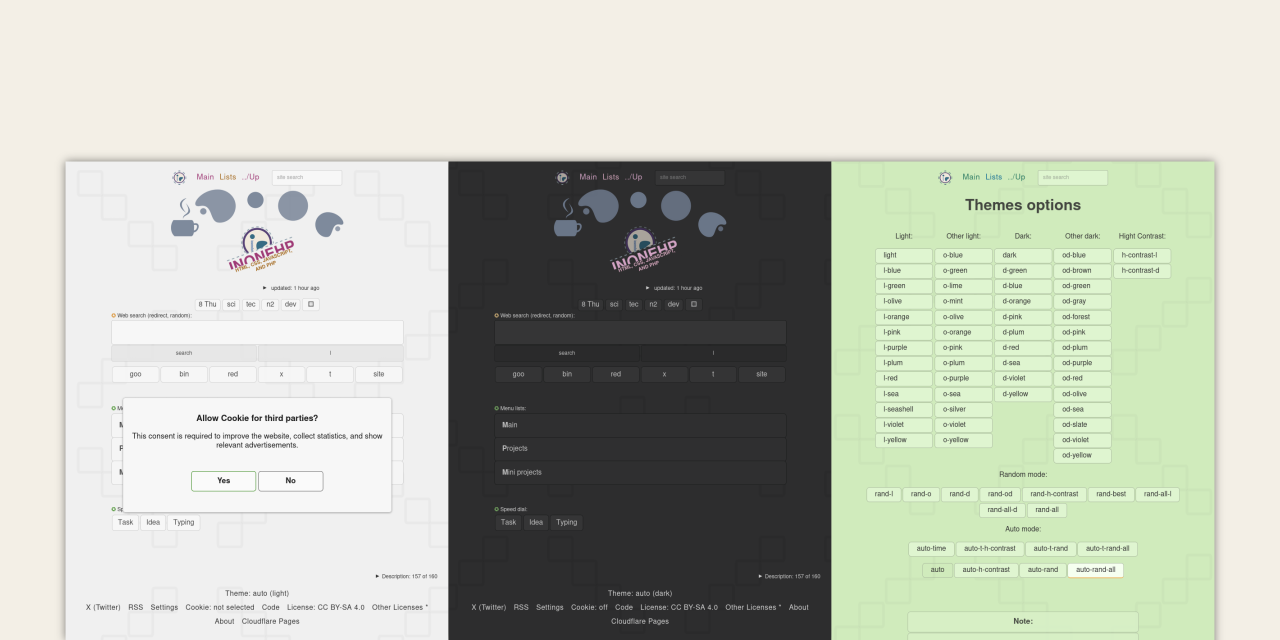 Main Lists ../Up site search
updated: 1 hour ago
8 Thu sci tec n2 dev
Web search (redirect, random):
search l
goo bin red x t site
Allow Cookie for third parties?
This consent is required to improve the website, collect statistics, and show
relevant advertisements.
Yes No
Task Idea Typing
Description: 157 of 160
Theme: auto (light)
X (Twitter) RSS Settings Cookie: not selected Code License: CC BY-SA 4.0 Other Licenses *
About Cloudflare Pages
INONEHP
HTML, CSS, JAVASCRIPT,
AND PHP
Main Lists ../Up site search
INONEHP
HTML, CSS, JAVASCRIPT,
AND PHP
updated: 1 hour ago
8 Thu sci tec n2 dev
Web search (redirect, random):
search l
goo bin red x t site
Menu lists:
Main
Projects
Mini projects
Speed dial:
Task Idea Typing
Description: 157 of 160
Theme: auto (dark)
X (Twitter) RSS Settings Cookie: off Code License: CC BY-SA 4.0 Other Licenses * About
Cloudflare Pages
Main Lists ../Up site search
Themes options
Light: Other light: Dark: Other dark: Hight Contrast:
light o-blue dark od-blue h-contrast-l
l-blue o-green d-green od-brown h-contrast-d
l-green o-lime d-blue od-green
l-olive o-mint d-orange od-gray
l-orange o-olive d-pink od-forest
l-pink o-orange d-plum od-pink
l-purple o-pink d-red od-plum
l-plum o-plum d-sea od-purple
l-red o-purple d-violet od-red
l-sea o-sea d-yellow od-olive
l-seashell o-silver od-sea
l-violet o-violet od-slate
l-yellow o-yellow od-violet
od-yellow
Random mode:
rand-l rand-o rand-d rand-od rand-h-contrast rand-best rand-all-l
rand-all-d rand-all
Auto mode:
auto-time auto-t-h-contrast auto-t-rand auto-t-rand-all
auto auto-h-contrast auto-rand auto-rand-all
Note: